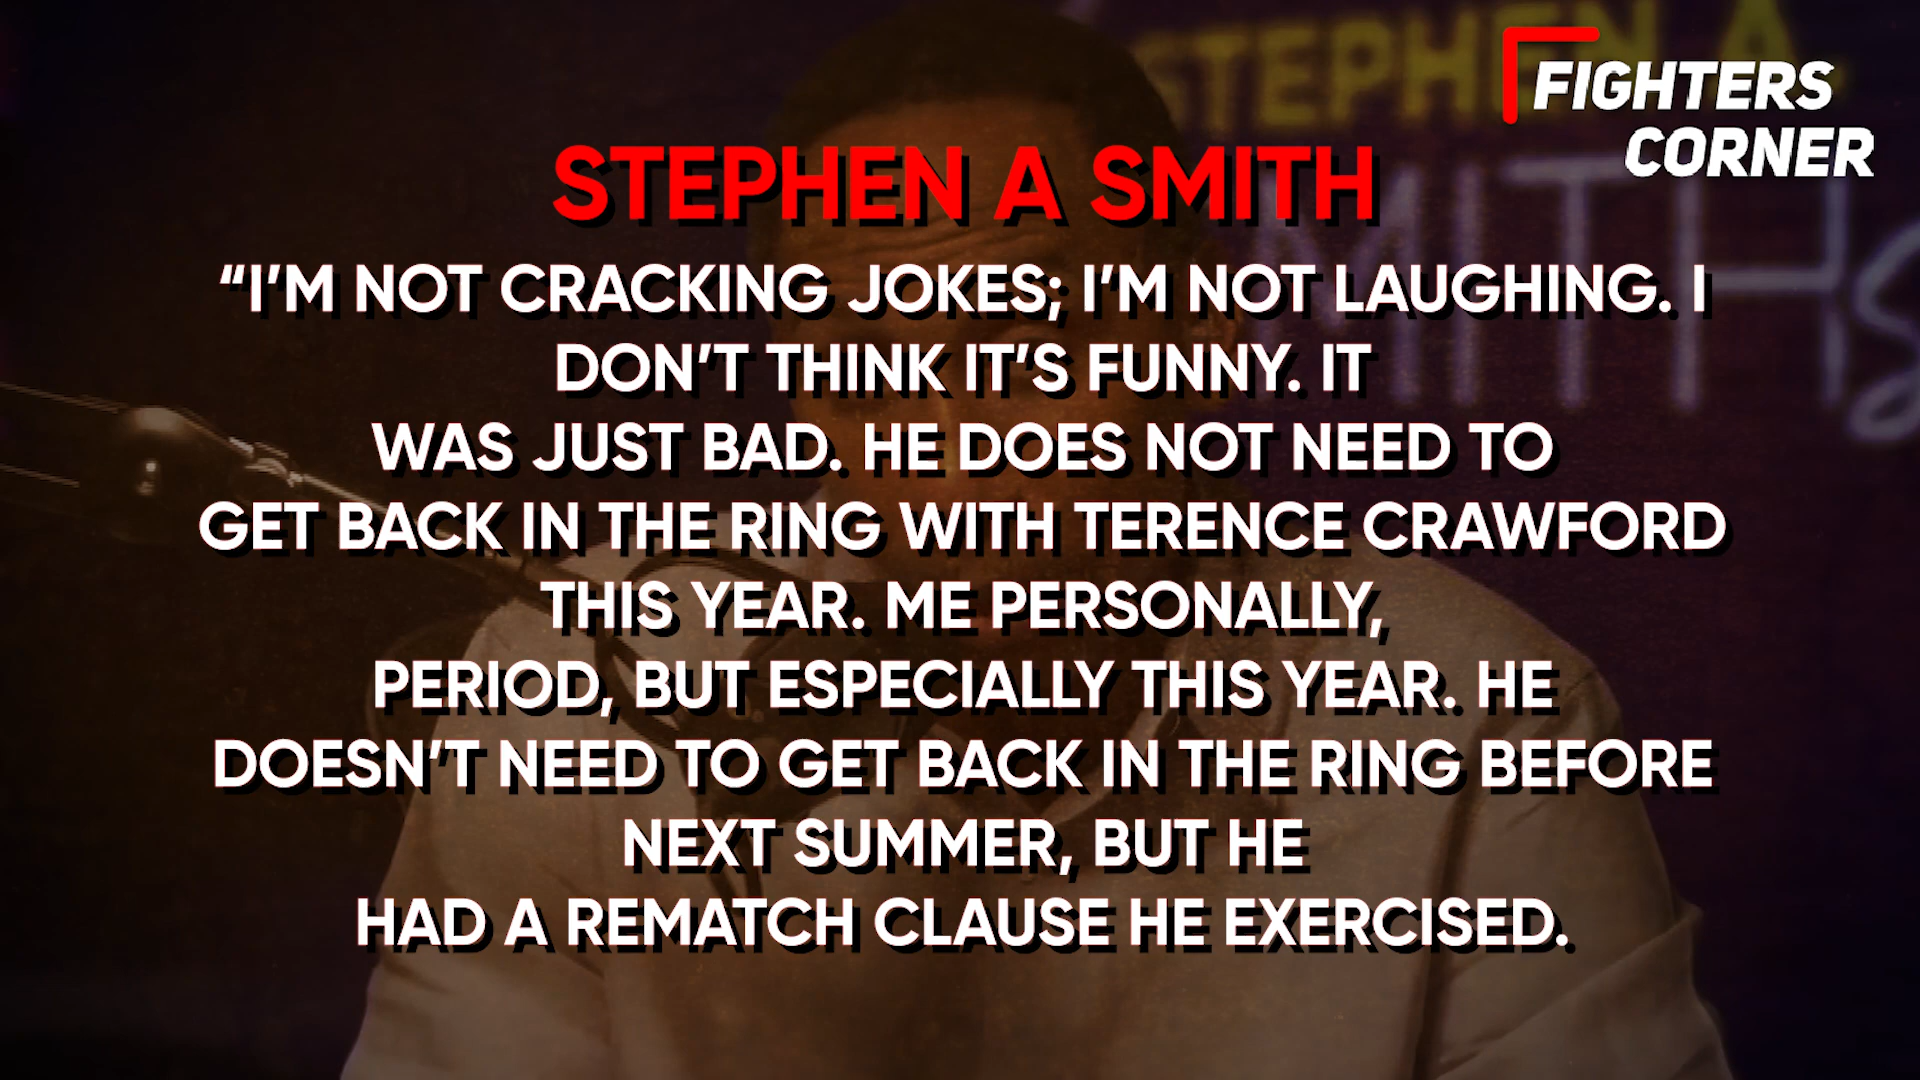 STEPHEN A
FIGHTERS
CORNER
SMITHS
STEPHEN A SMITH
“I’M NOT CRACKING JOKES; I’M NOT LAUGHING. I
DON’T THINK IT’S FUNNY. IT
WAS JUST BAD. HE DOES NOT NEED TO
GET BACK IN THE RING WITH TERENCE CRAWFORD
THIS YEAR. ME PERSONALLY,
PERIOD, BUT ESPECIALLY THIS YEAR. HE
DOESN’T NEED TO GET BACK IN THE RING BEFORE
NEXT SUMMER, BUT HE
HAD A REMATCH CLAUSE HE EXERCISED.